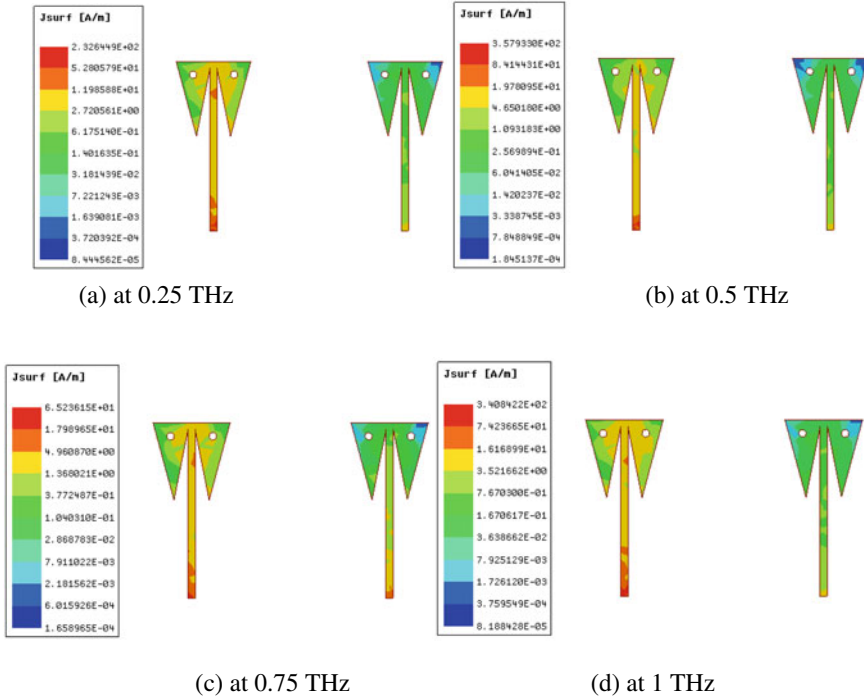 Jsurf [A/m]
2.326449E+02
5.280579E+01
1.198588E+01
2.720561E+00
6.175140E-01
1.401635E-01
3.181439E-02
7.221243E-03
1.639081E-03
3.720392E-04
8.444562E-05
(a) at 0.25 THz
Jsurf [A/m]
3.579330E+02
8.414431E+01
1.978095E+01
4.650180E+00
1.093183E+00
2.569894E-01
6.041405E-02
1.420237E-02
3.338745E-03
7.848849E-04
1.845137E-04
(b) at 0.5 THz
Jsurf [A/m]
6.523615E+01
1.798965E+01
4.960870E+00
1.368021E+00
3.772487E-01
1.040310E-01
2.868783E-02
7.911022E-03
2.181562E-03
6.015926E-04
1.658965E-04
(c) at 0.75 THz
Jsurf [A/m]
3.408422E+02
7.423665E+01
1.616899E+01
3.521662E+00
7.670300E-01
1.670617E-01
3.638662E-02
7.925129E-03
1.726120E-03
3.759549E-04
8.188428E-05
(d) at 1 THz